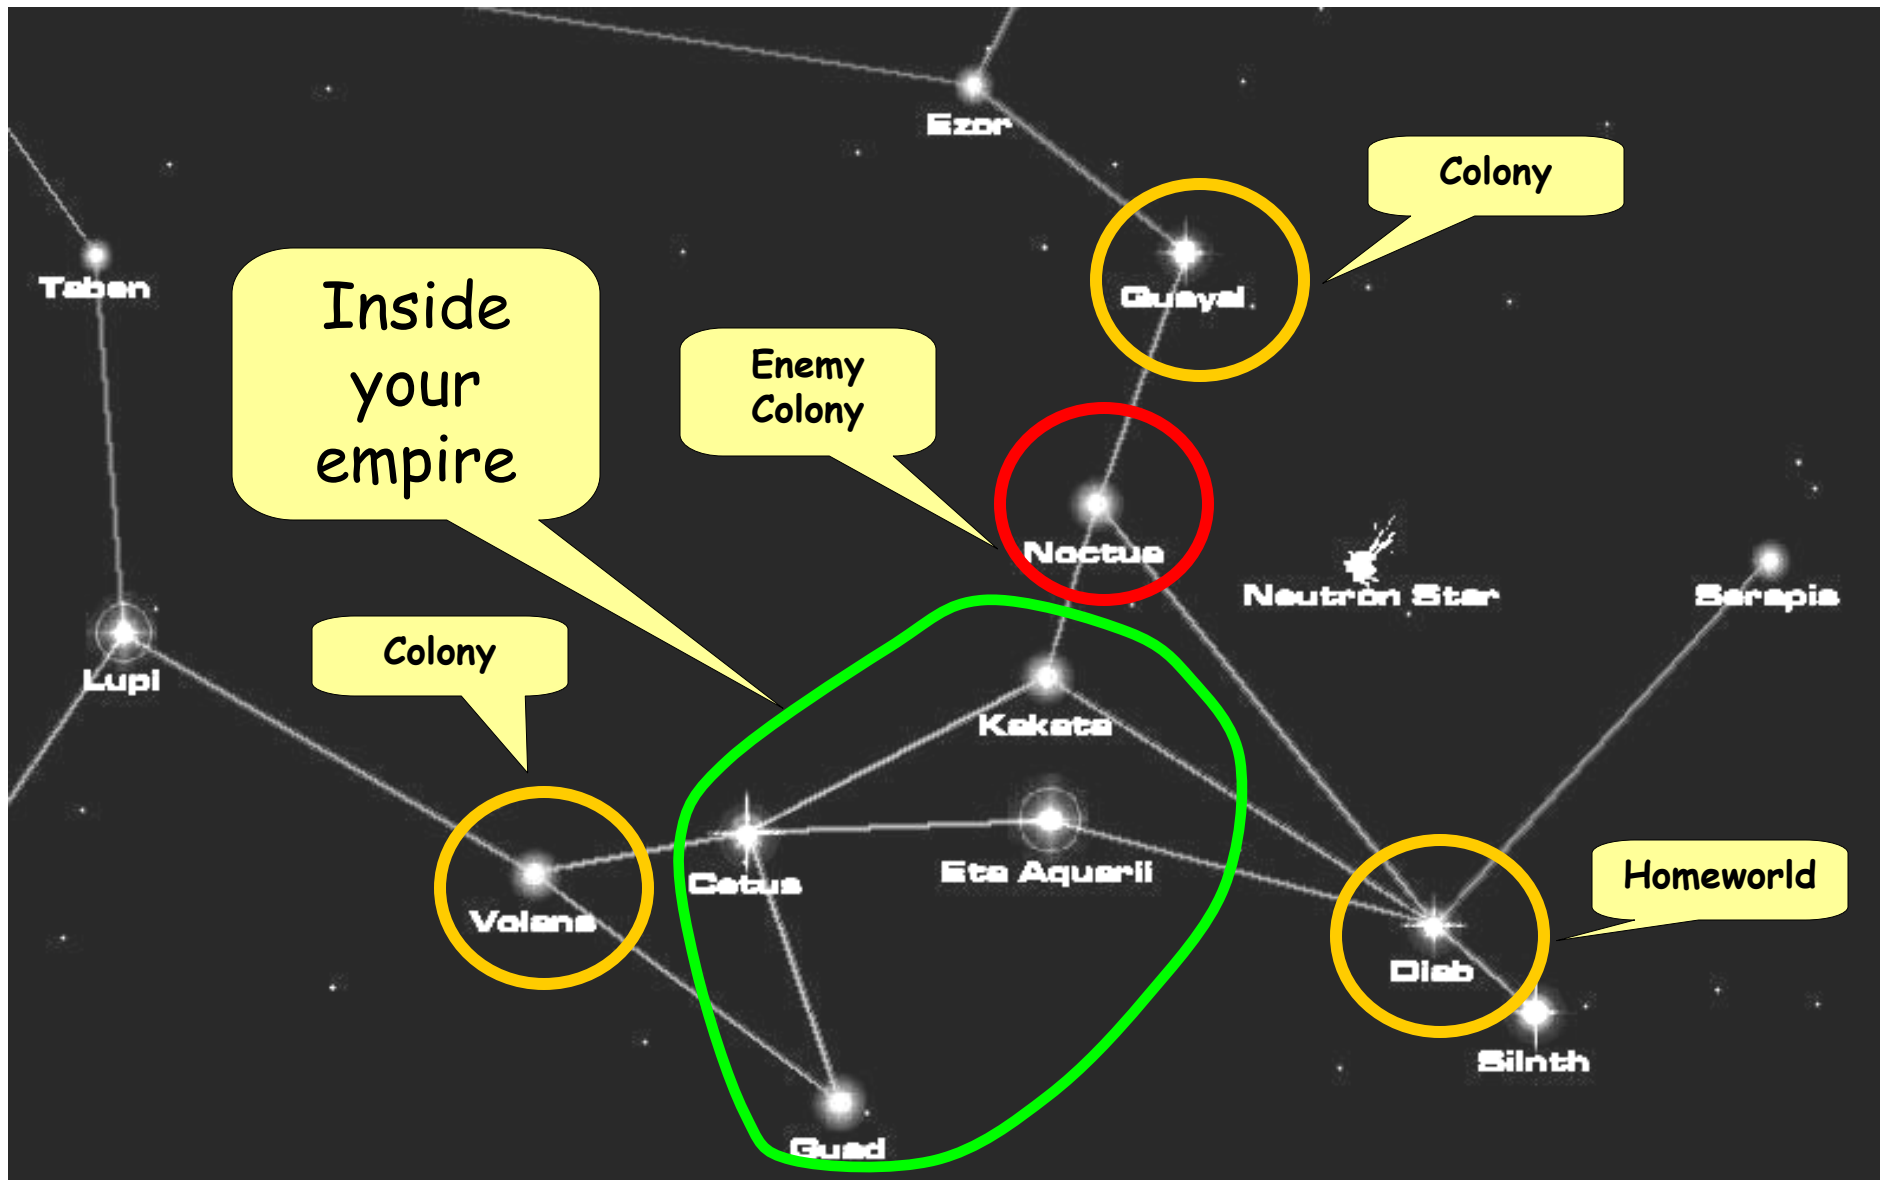 Ezor
Colony
Taben
Quayal
Inside
your
empire
Enemy
Colony
Noctua
Neutron Star
Serapis
Colony
Lupi
Kakata
Eta Aquarii
Cetus
Homeworld
Volans
Diab
Silnth
Quad